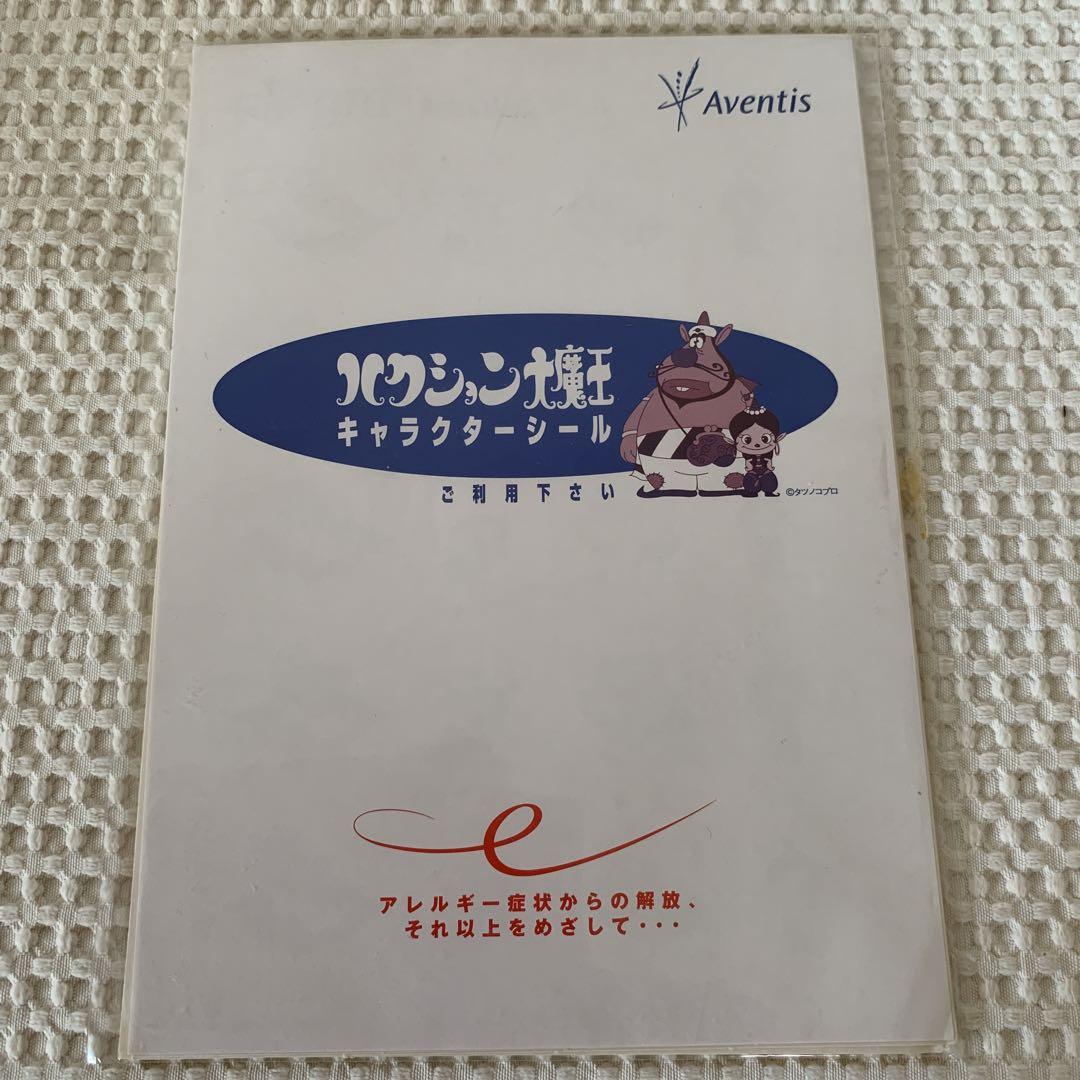 Aventis
ハクション大魔王
キャラクターシール
ご利用下さい
©タツノコプロ
e
アレルギー症状からの解放、
それ以上をめざして・・・